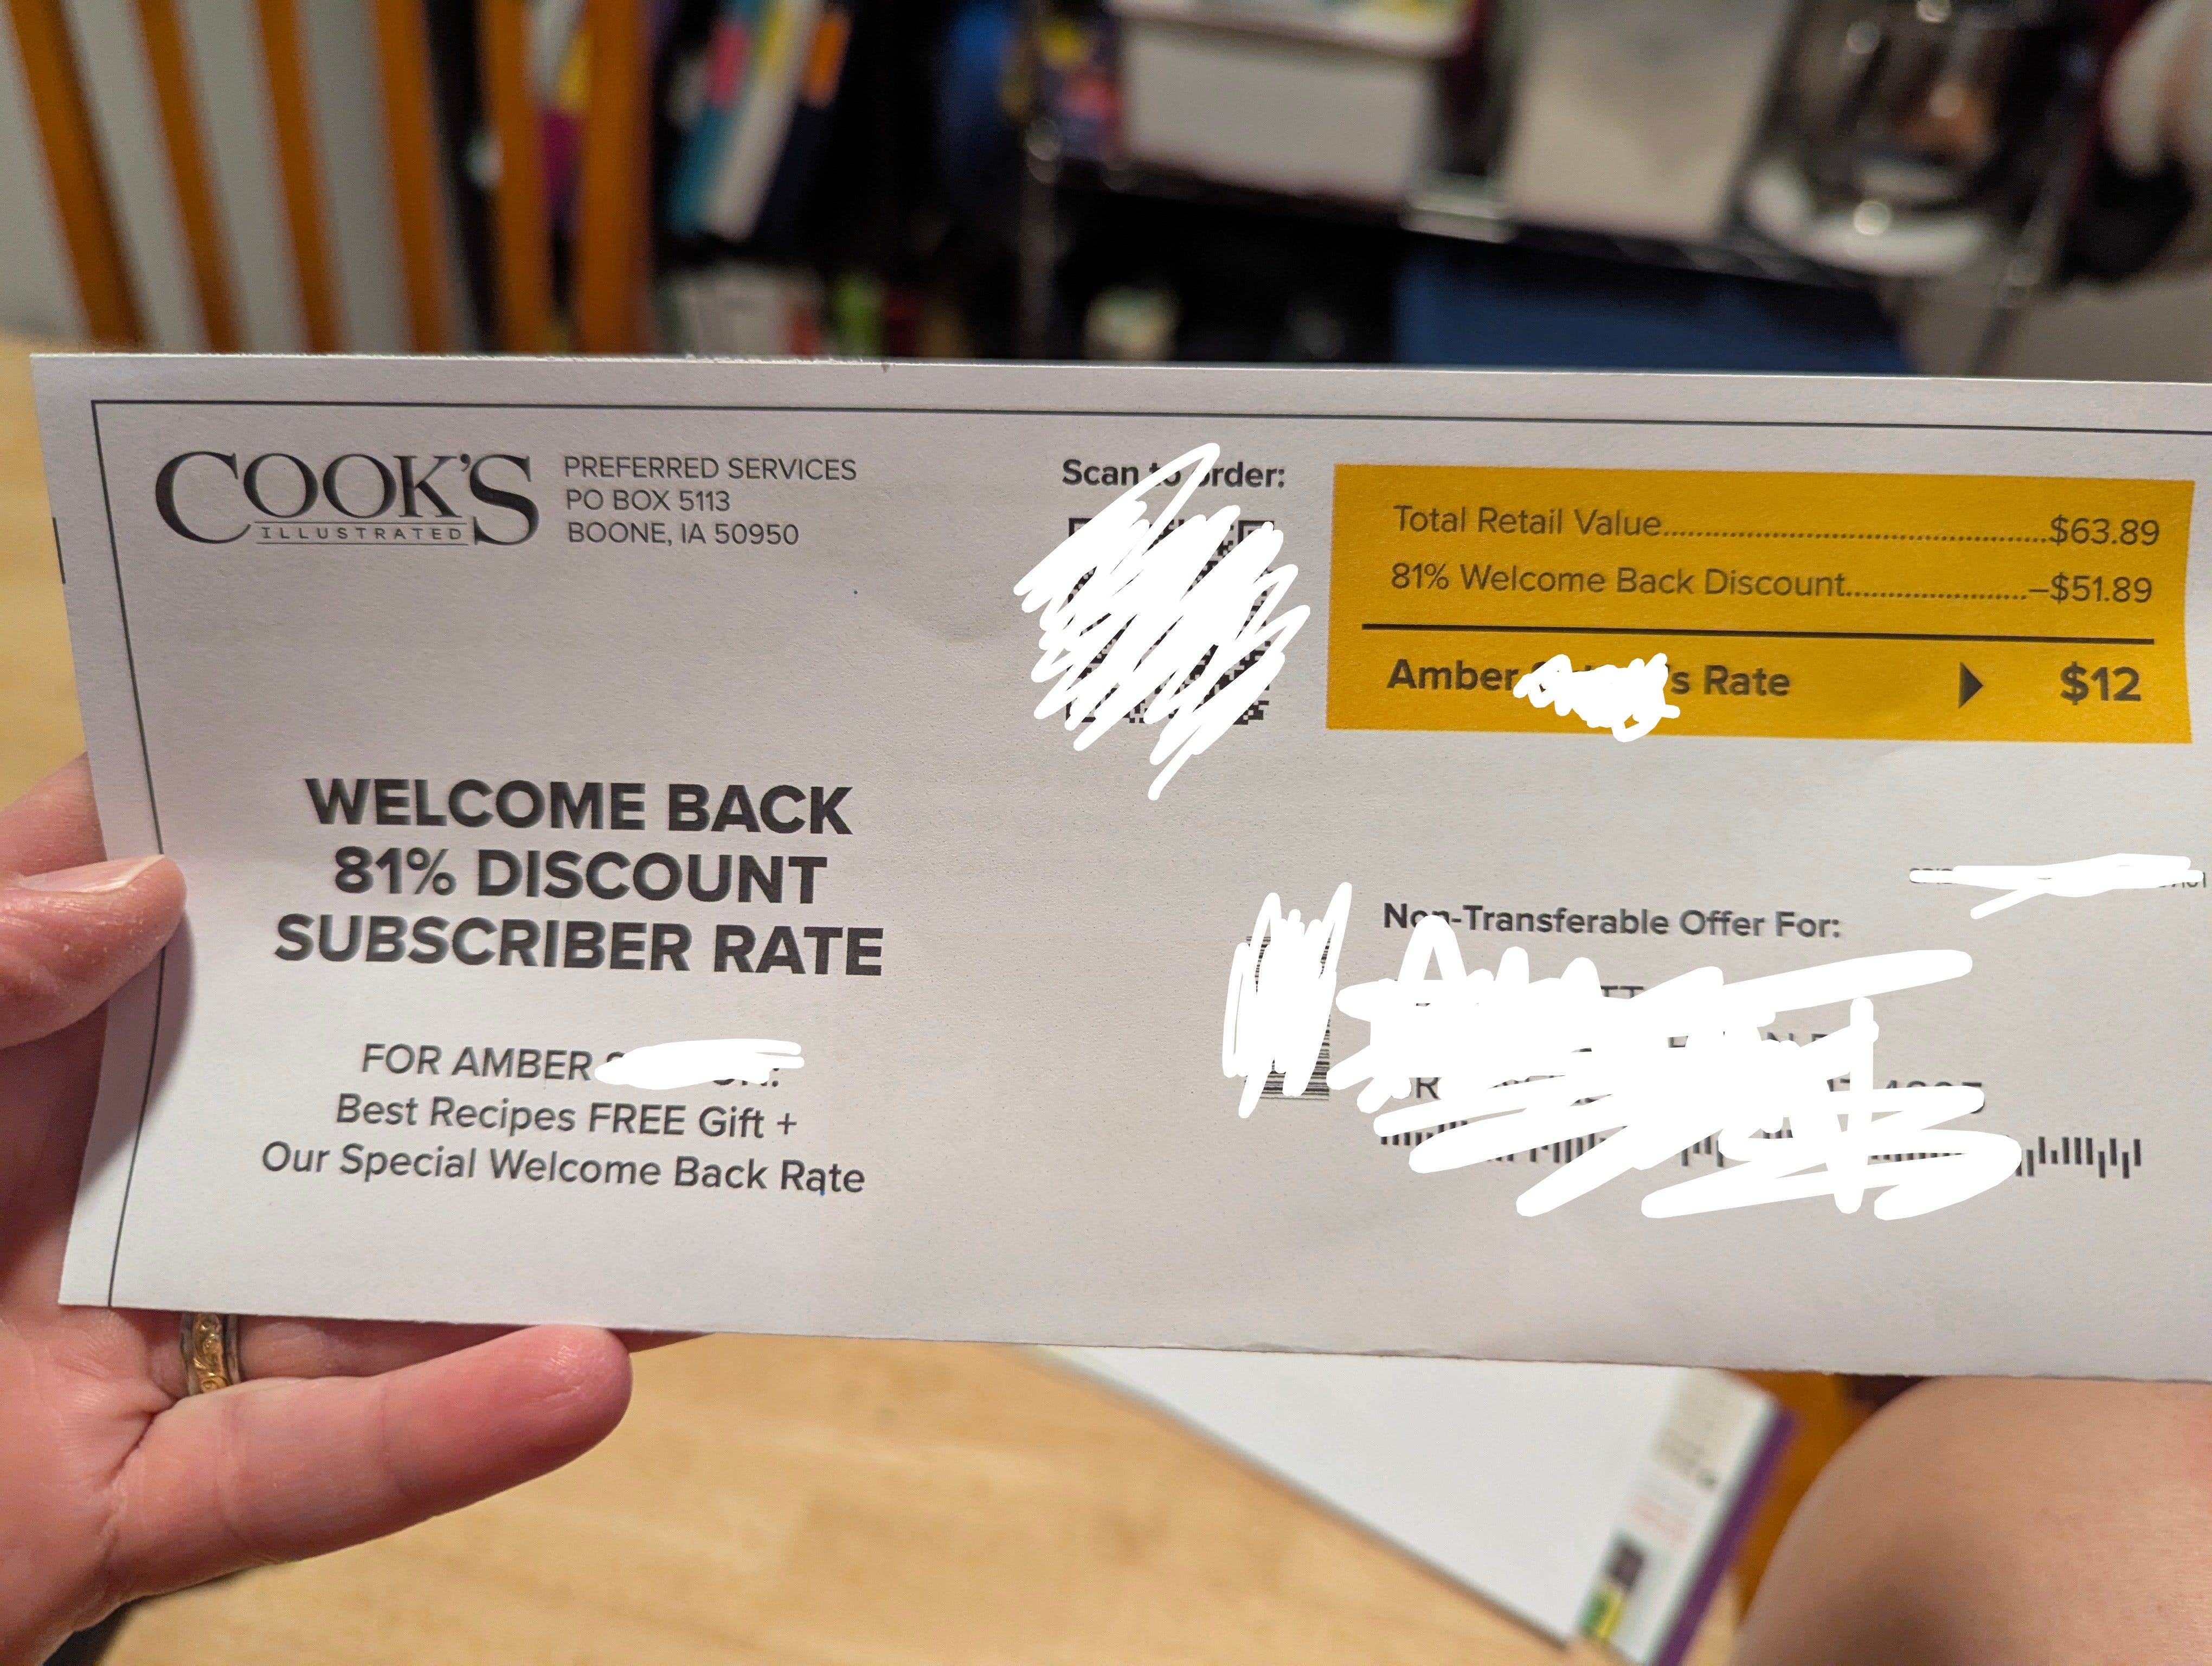 COOK'S
ILLUSTRATED
PREFERRED SERVICES
PO BOX 5113
BOONE, IA 50950
Scan to order:
Total Retail Value.................................................$63.89
81% Welcome Back Discount.......................–$51.89
Amber 's Rate $12
WELCOME BACK
81% DISCOUNT
SUBSCRIBER RATE
FOR AMBER
Best Recipes FREE Gift +
Our Special Welcome Back Rate
Non-Transferable Offer For: